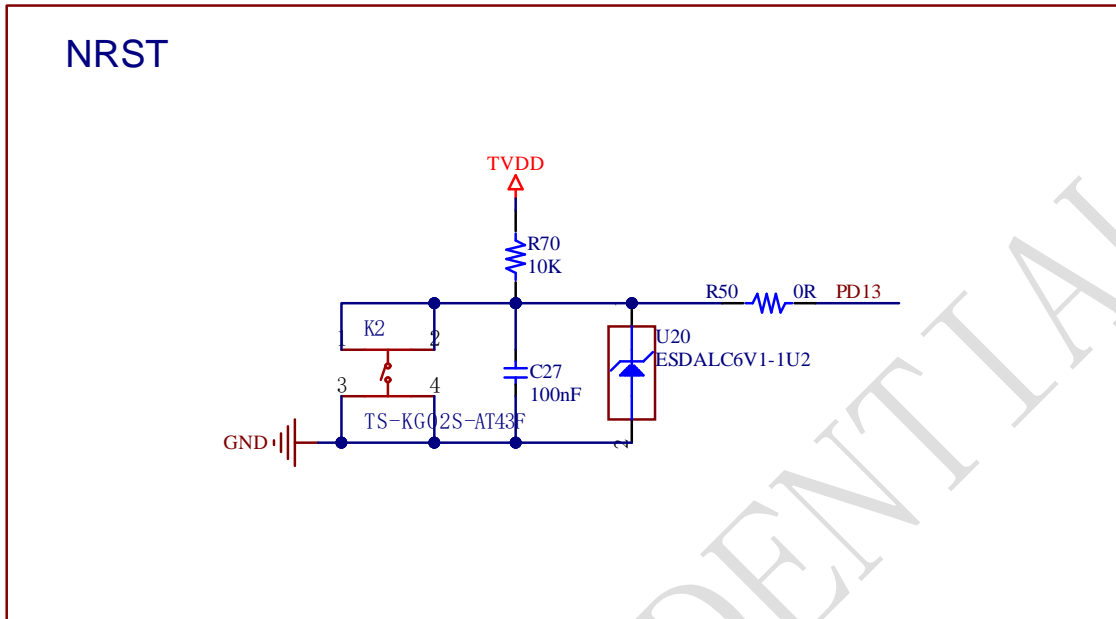 NRST
TVDD
R70
10K
R50 0R PD13
K2
1 2
U20
ESDALC6V1-1U2
C27
100nF
3 4
TS-KG02S-AT43F
GND
2
DENTIAL